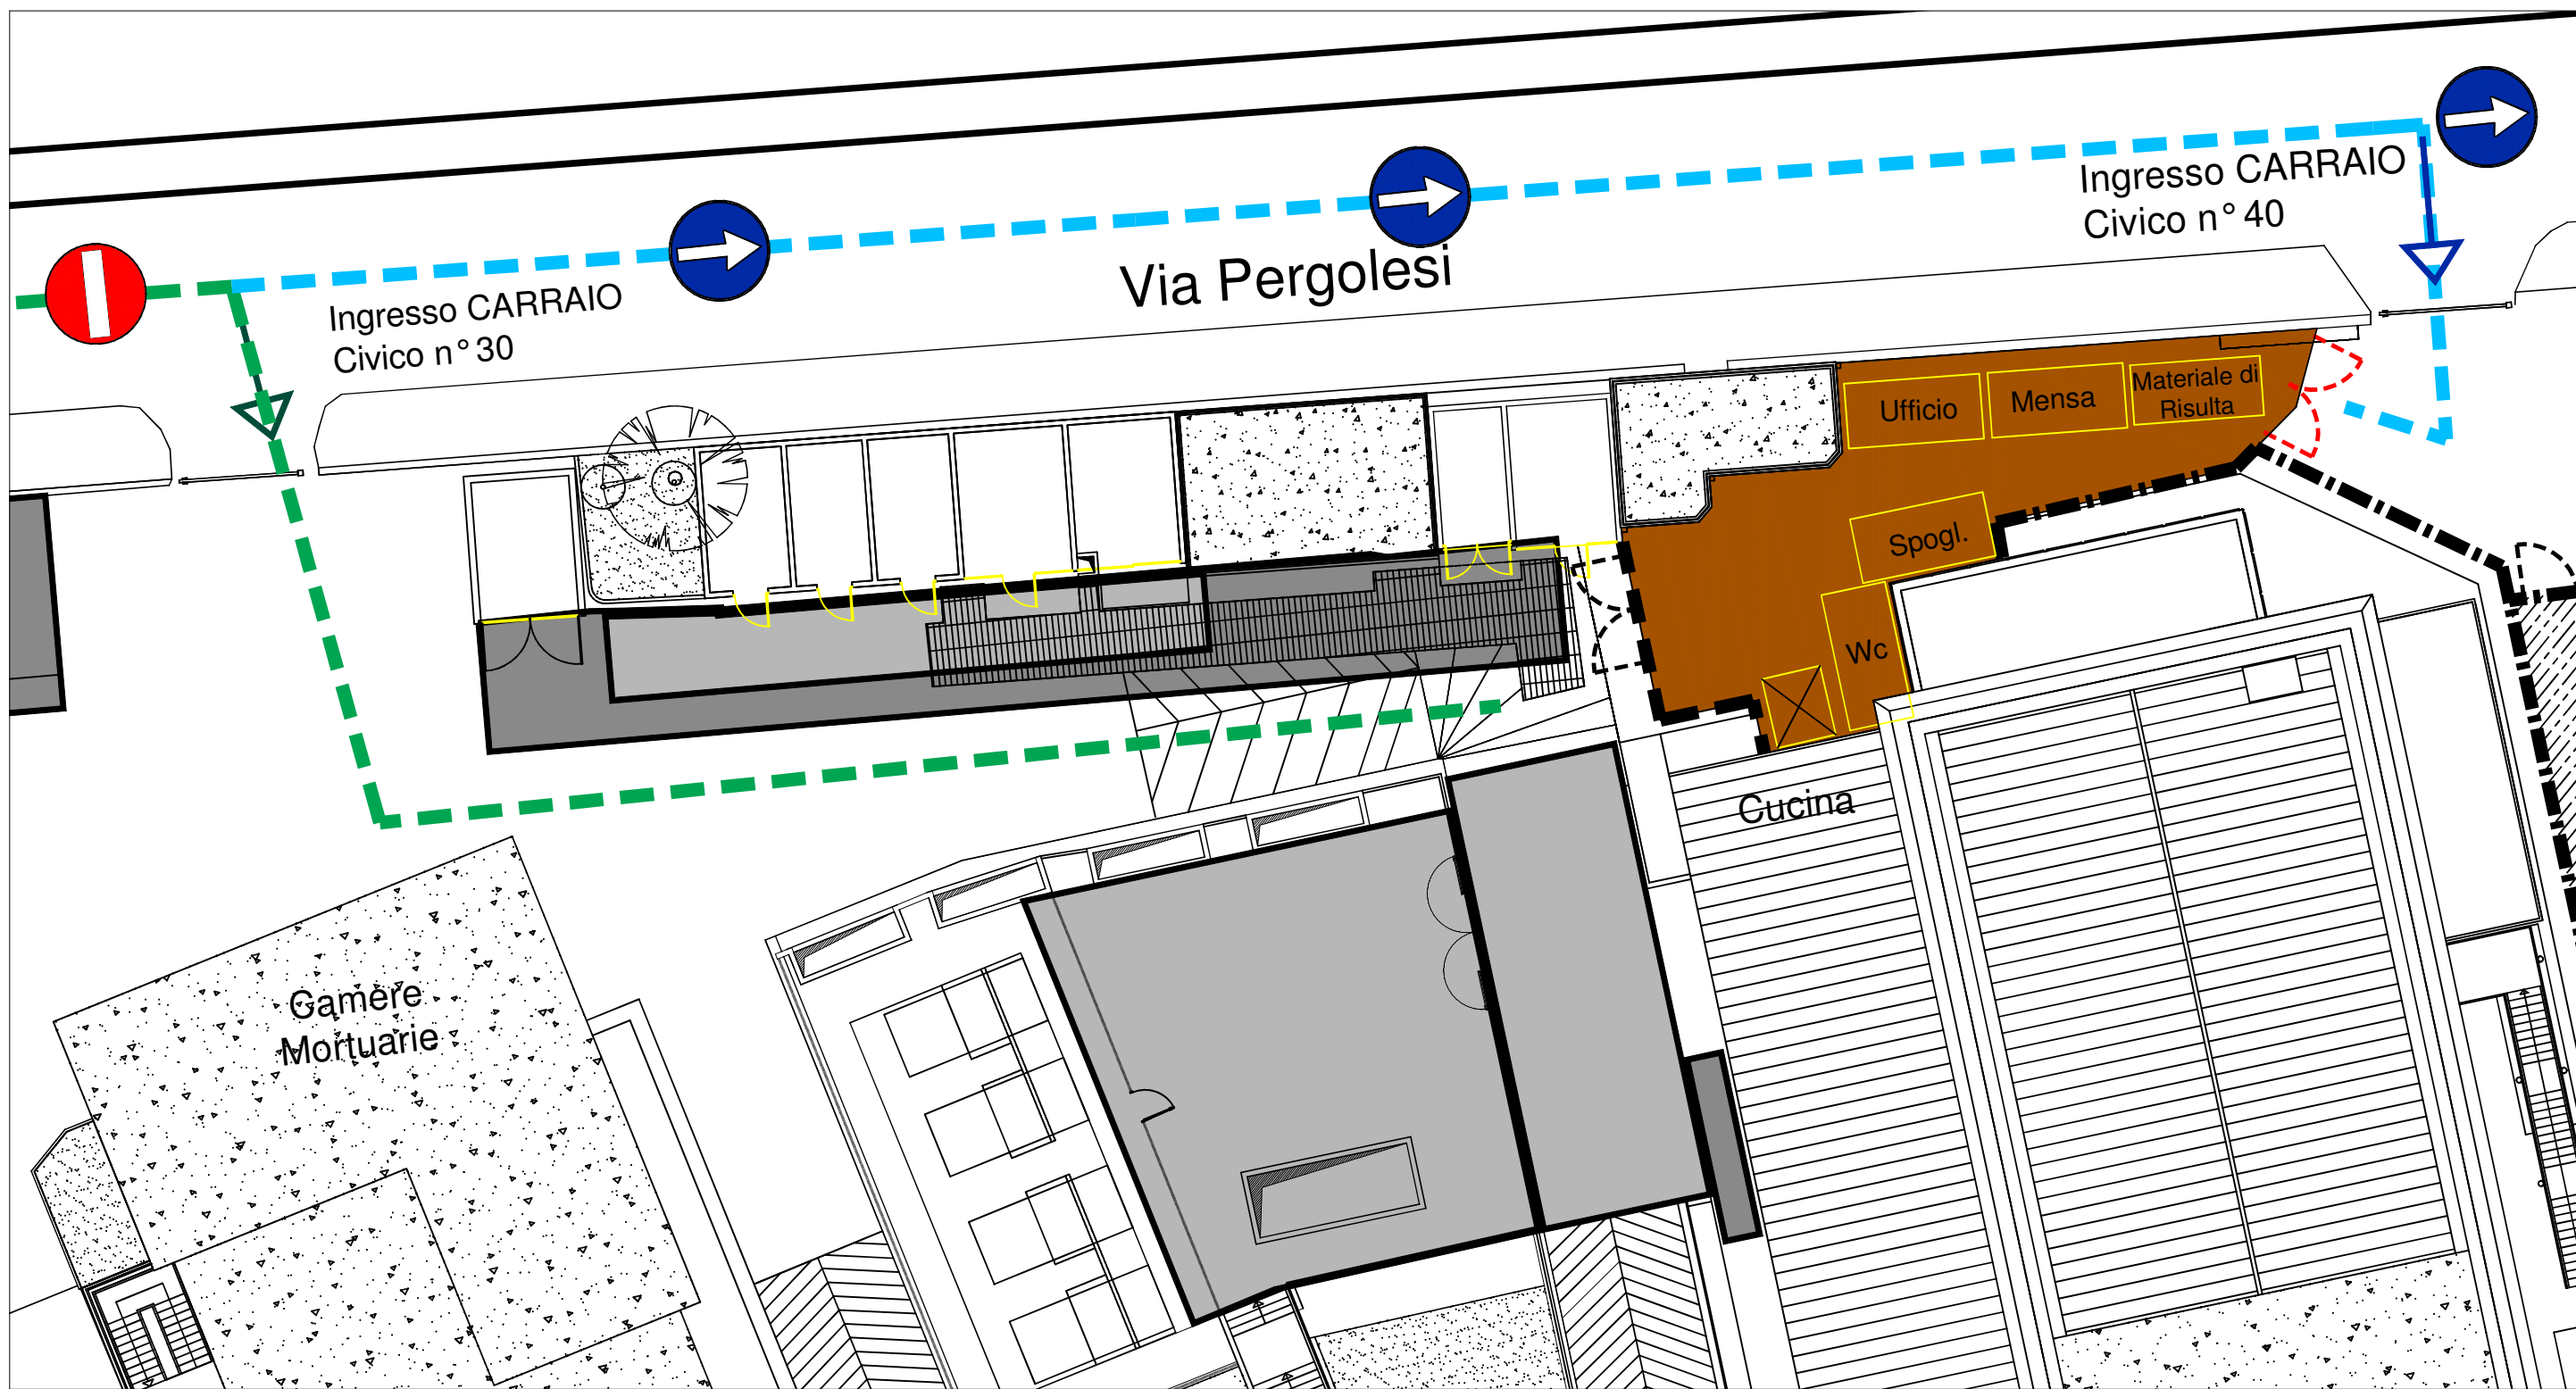 Ingresso CARRAIO
Civico n° 40
Via Pergolesi
Ingresso CARRAIO
Civico n° 30
Ufficio
Mensa
Materiale di
Risulta
Spogl.
Wc
Cucina
Camere
Mortuarie